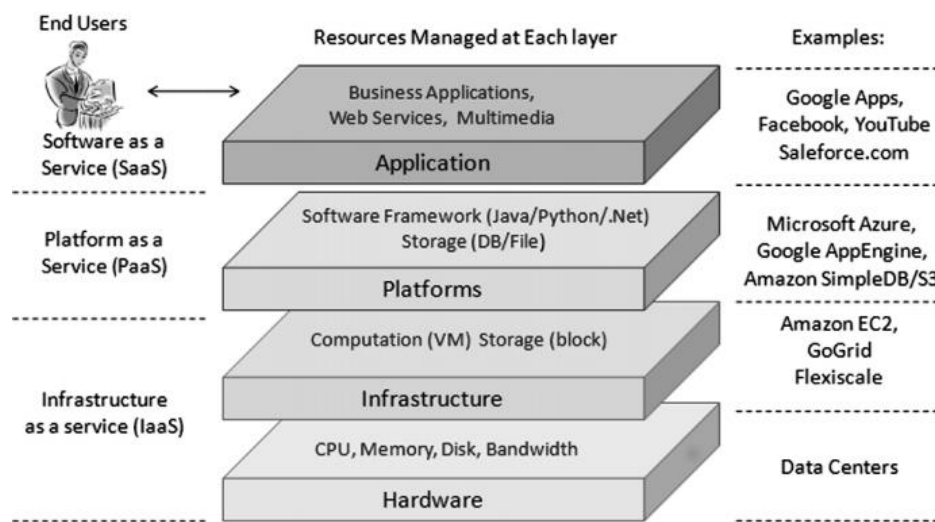 End Users
Resources Managed at Each layer
Examples:
Business Applications,
Web Services, Multimedia
Application
Software as a
Service (SaaS)
Google Apps,
Facebook, YouTube
Saleforce.com
Software Framework (Java/Python/.Net)
Storage (DB/File)
Platforms
Platform as a
Service (PaaS)
Microsoft Azure,
Google AppEngine,
Amazon SimpleDB/S3
Computation (VM) Storage (block)
Infrastructure
Amazon EC2,
GoGrid
Flexiscale
Infrastructure
as a service (IaaS)
CPU, Memory, Disk, Bandwidth
Hardware
Data Centers